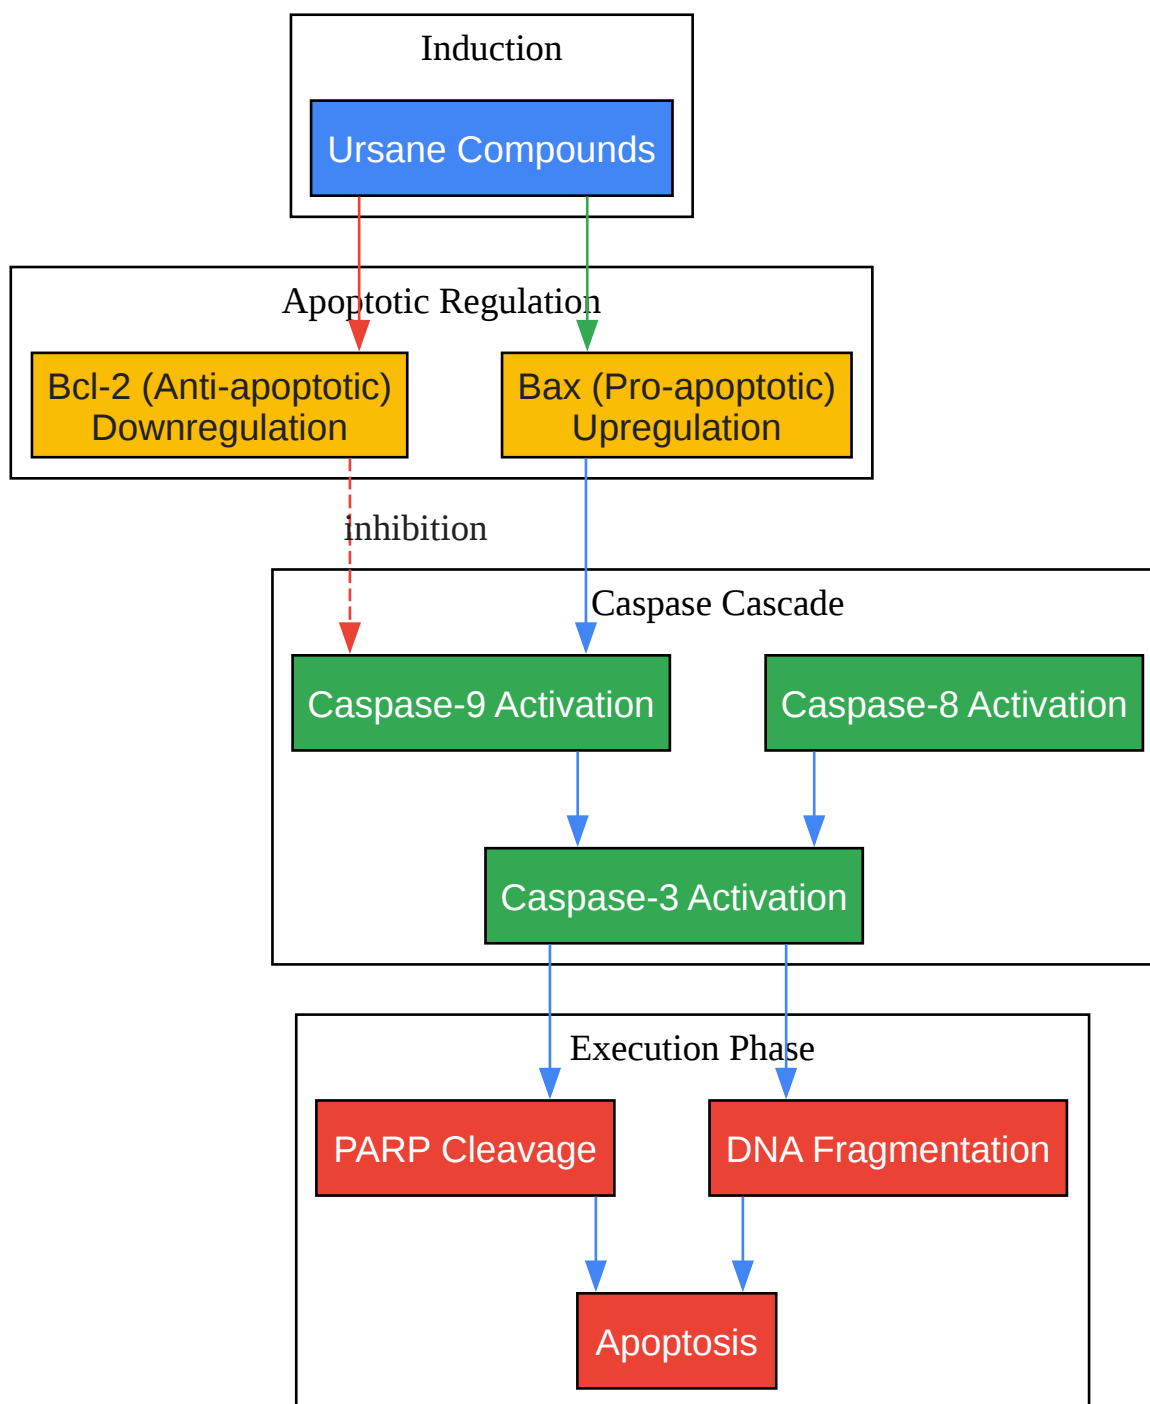 Induction
Ursane Compounds
Apoptotic Regulation
Bcl-2 (Anti-apoptotic)
Downregulation
Bax (Pro-apoptotic)
Upregulation
inhibition
Caspase Cascade
Caspase-9 Activation
Caspase-8 Activation
Caspase-3 Activation
Execution Phase
PARP Cleavage
DNA Fragmentation
Apoptosis